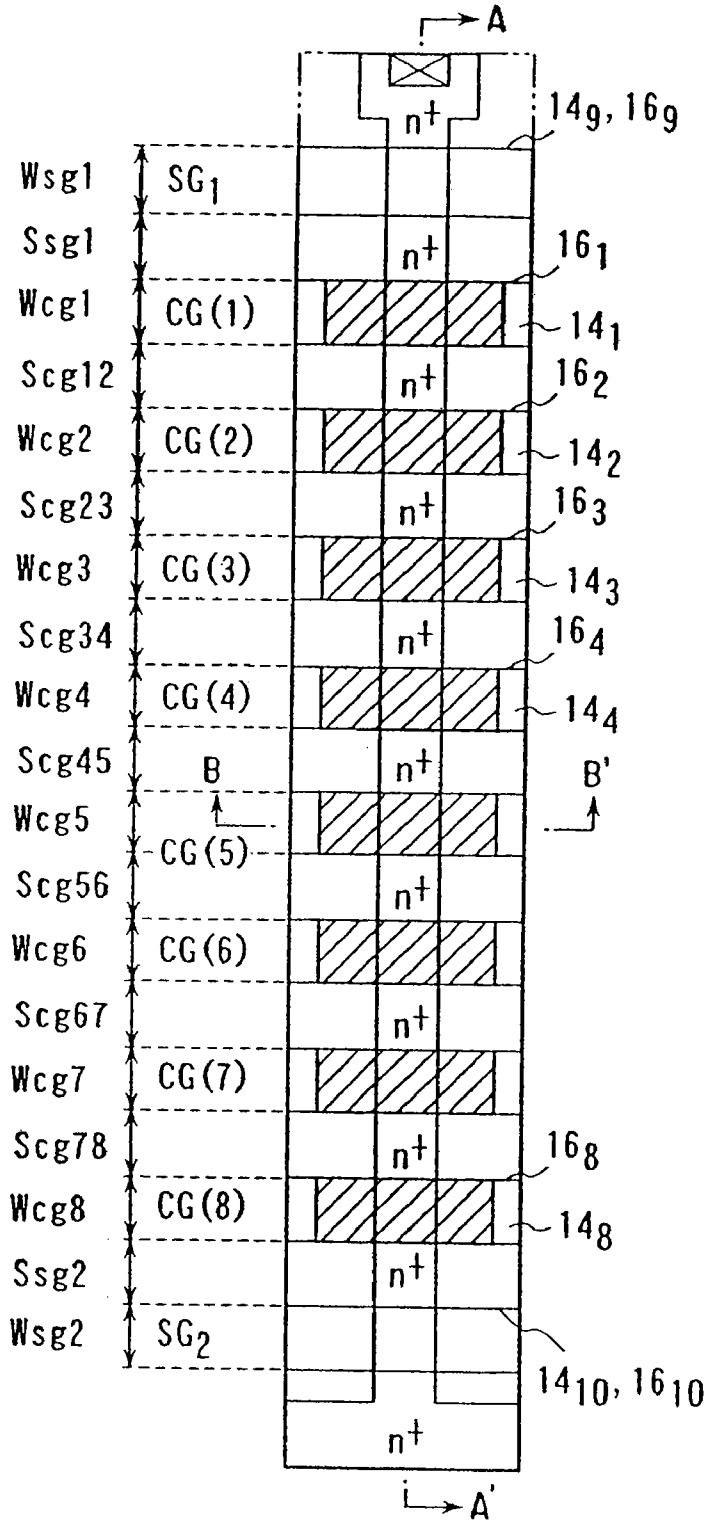 A
n+
14₉, 16₉
Wsg1 SG₁
Ssg1 n+
16₁
Wcg1 CG(1) 14₁
Scg12 n+
16₂
Wcg2 CG(2) 14₂
Scg23 n+
16₃
Wcg3 CG(3) 14₃
Scg34 n+
16₄
Wcg4 CG(4) 14₄
Scg45 n+
B B'
Wcg5
CG(5)
Scg56 n+
Wcg6 CG(6)
Scg67 n+
Wcg7 CG(7)
Scg78 n+
16₈
Wcg8 CG(8) 14₈
Ssg2 n+
Wsg2 SG₂
14₁₀, 16₁₀
n+
A'